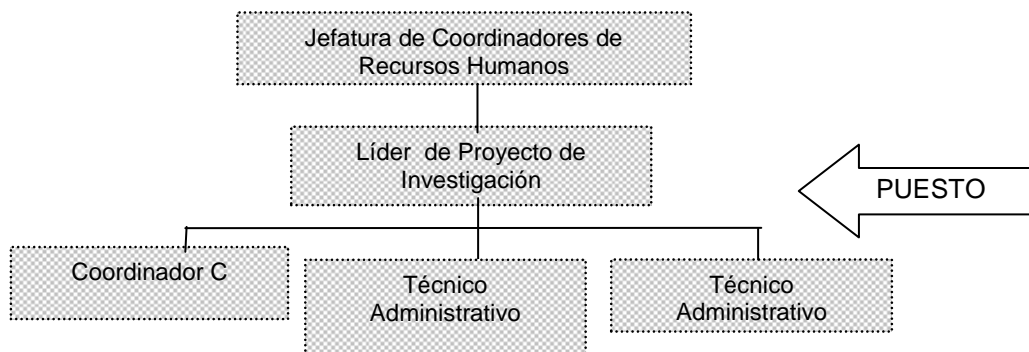 Jefatura de Coordinadores de
Recursos Humanos
Líder de Proyecto de
Investigación
PUESTO
Coordinador C
Técnico
Administrativo
Técnico
Administrativo